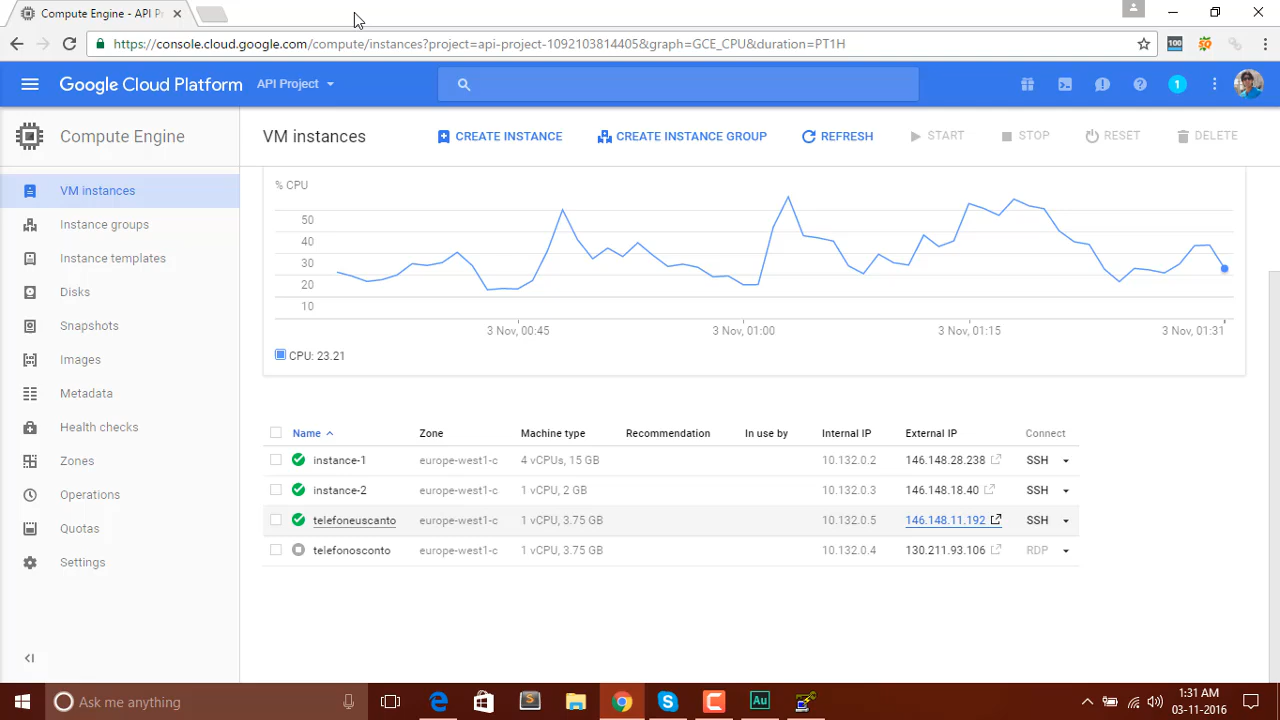 Compute Engine - API Pr
https://console.cloud.google.com/compute/instances?project=api-project-1092103814405&graph=GCE_CPU&duration=PT1H
100
Google Cloud Platform API Project 1
Compute Engine
VM instances CREATE INSTANCE CREATE INSTANCE GROUP REFRESH START STOP RESET DELETE
VM instances
Instance groups
Instance templates
Disks
Snapshots
Images
Metadata
Health checks
Zones
Operations
Quotas
Settings
% CPU
50
40
30
20
10
3 Nov, 00:45 3 Nov, 01:00 3 Nov, 01:15 3 Nov, 01:31
CPU: 23.21
Name Zone Machine type Recommendation In use by Internal IP External IP Connect
instance-1 europe-west1-c 4 vCPUs, 15 GB 10.132.0.2 146.148.28.238 SSH
instance-2 europe-west1-c 1 vCPU, 2 GB 10.132.0.3 146.148.18.40 SSH
telefoneuscanto europe-west1-c 1 vCPU, 3.75 GB 10.132.0.5 146.148.11.192 SSH
telefonosconto europe-west1-c 1 vCPU, 3.75 GB 10.132.0.4 130.211.93.106 RDP
Ask me anything
Au
1:31 AM
03-11-2016